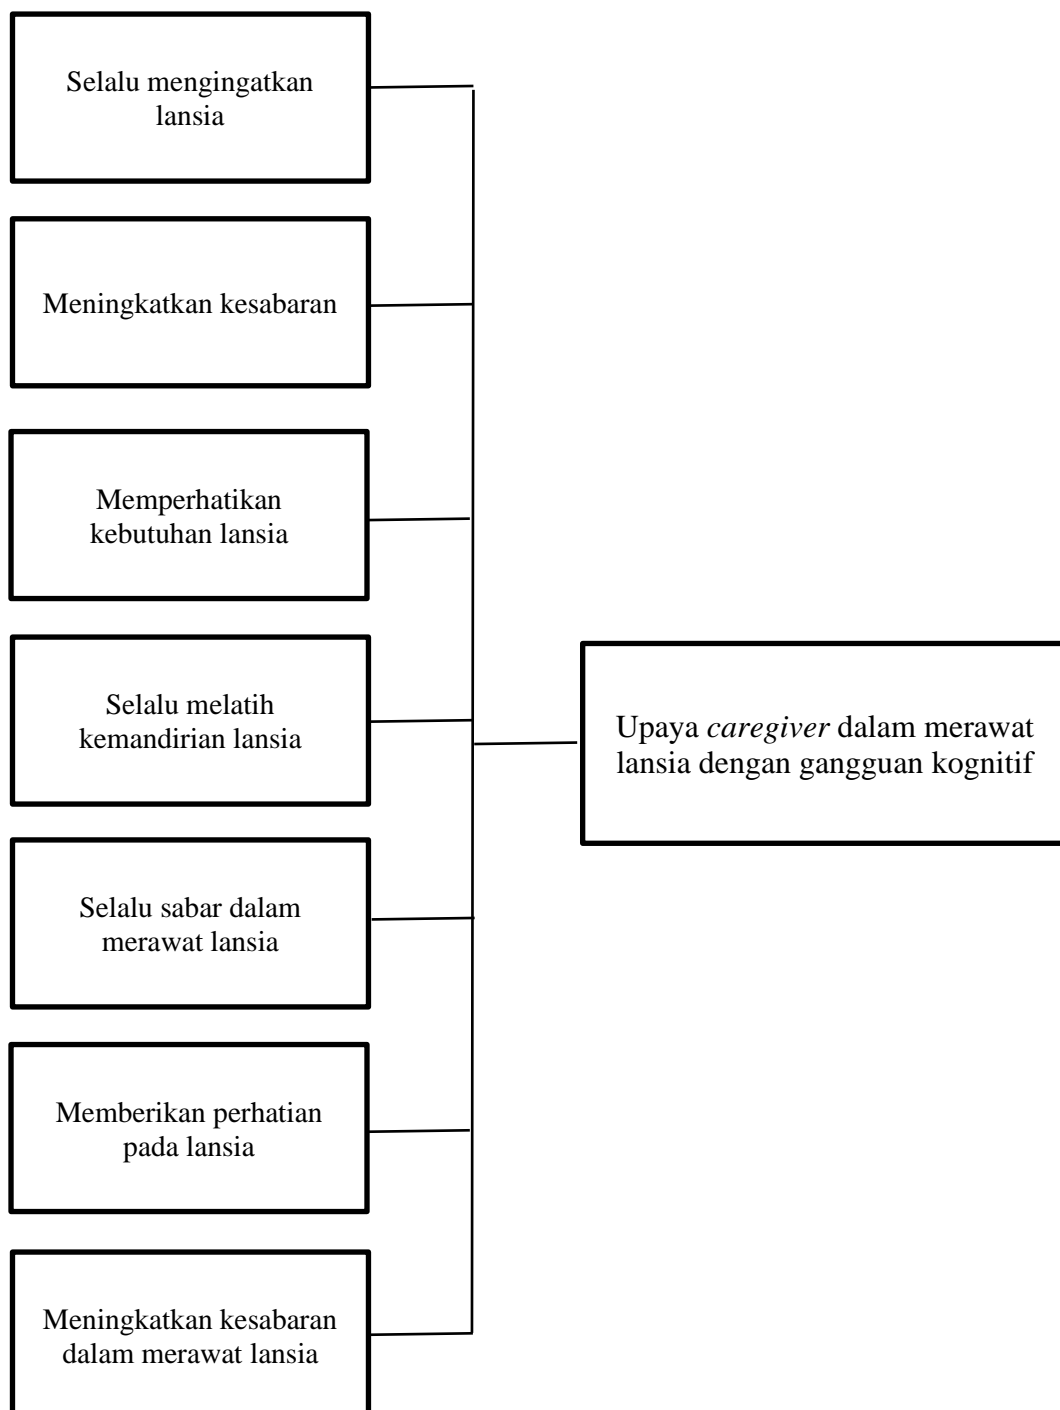 Selalu mengingatkan
lansia
Meningkatkan kesabaran
Memperhatikan
kebutuhan lansia
Selalu melatih
kemandirian lansia
Selalu sabar dalam
merawat lansia
Memberikan perhatian
pada lansia
Meningkatkan kesabaran
dalam merawat lansia
Upaya caregiver dalam merawat
lansia dengan gangguan kognitif